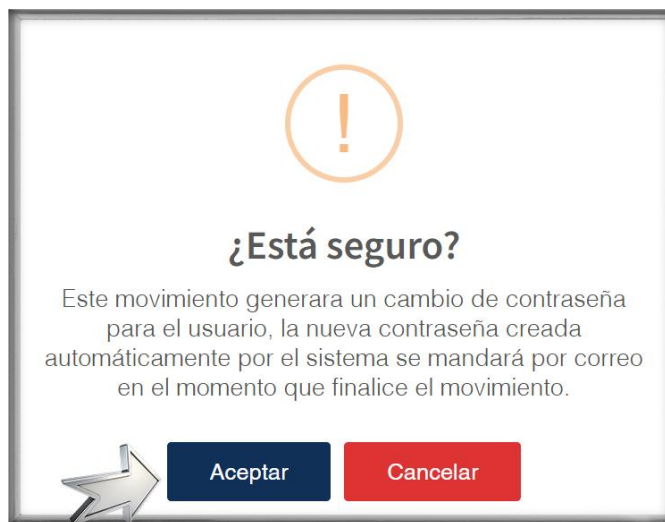 ¿Está seguro?
Este movimiento generara un cambio de contraseña
para el usuario, la nueva contraseña creada
automáticamente por el sistema se mandará por correo
en el momento que finalice el movimiento.
Aceptar Cancelar